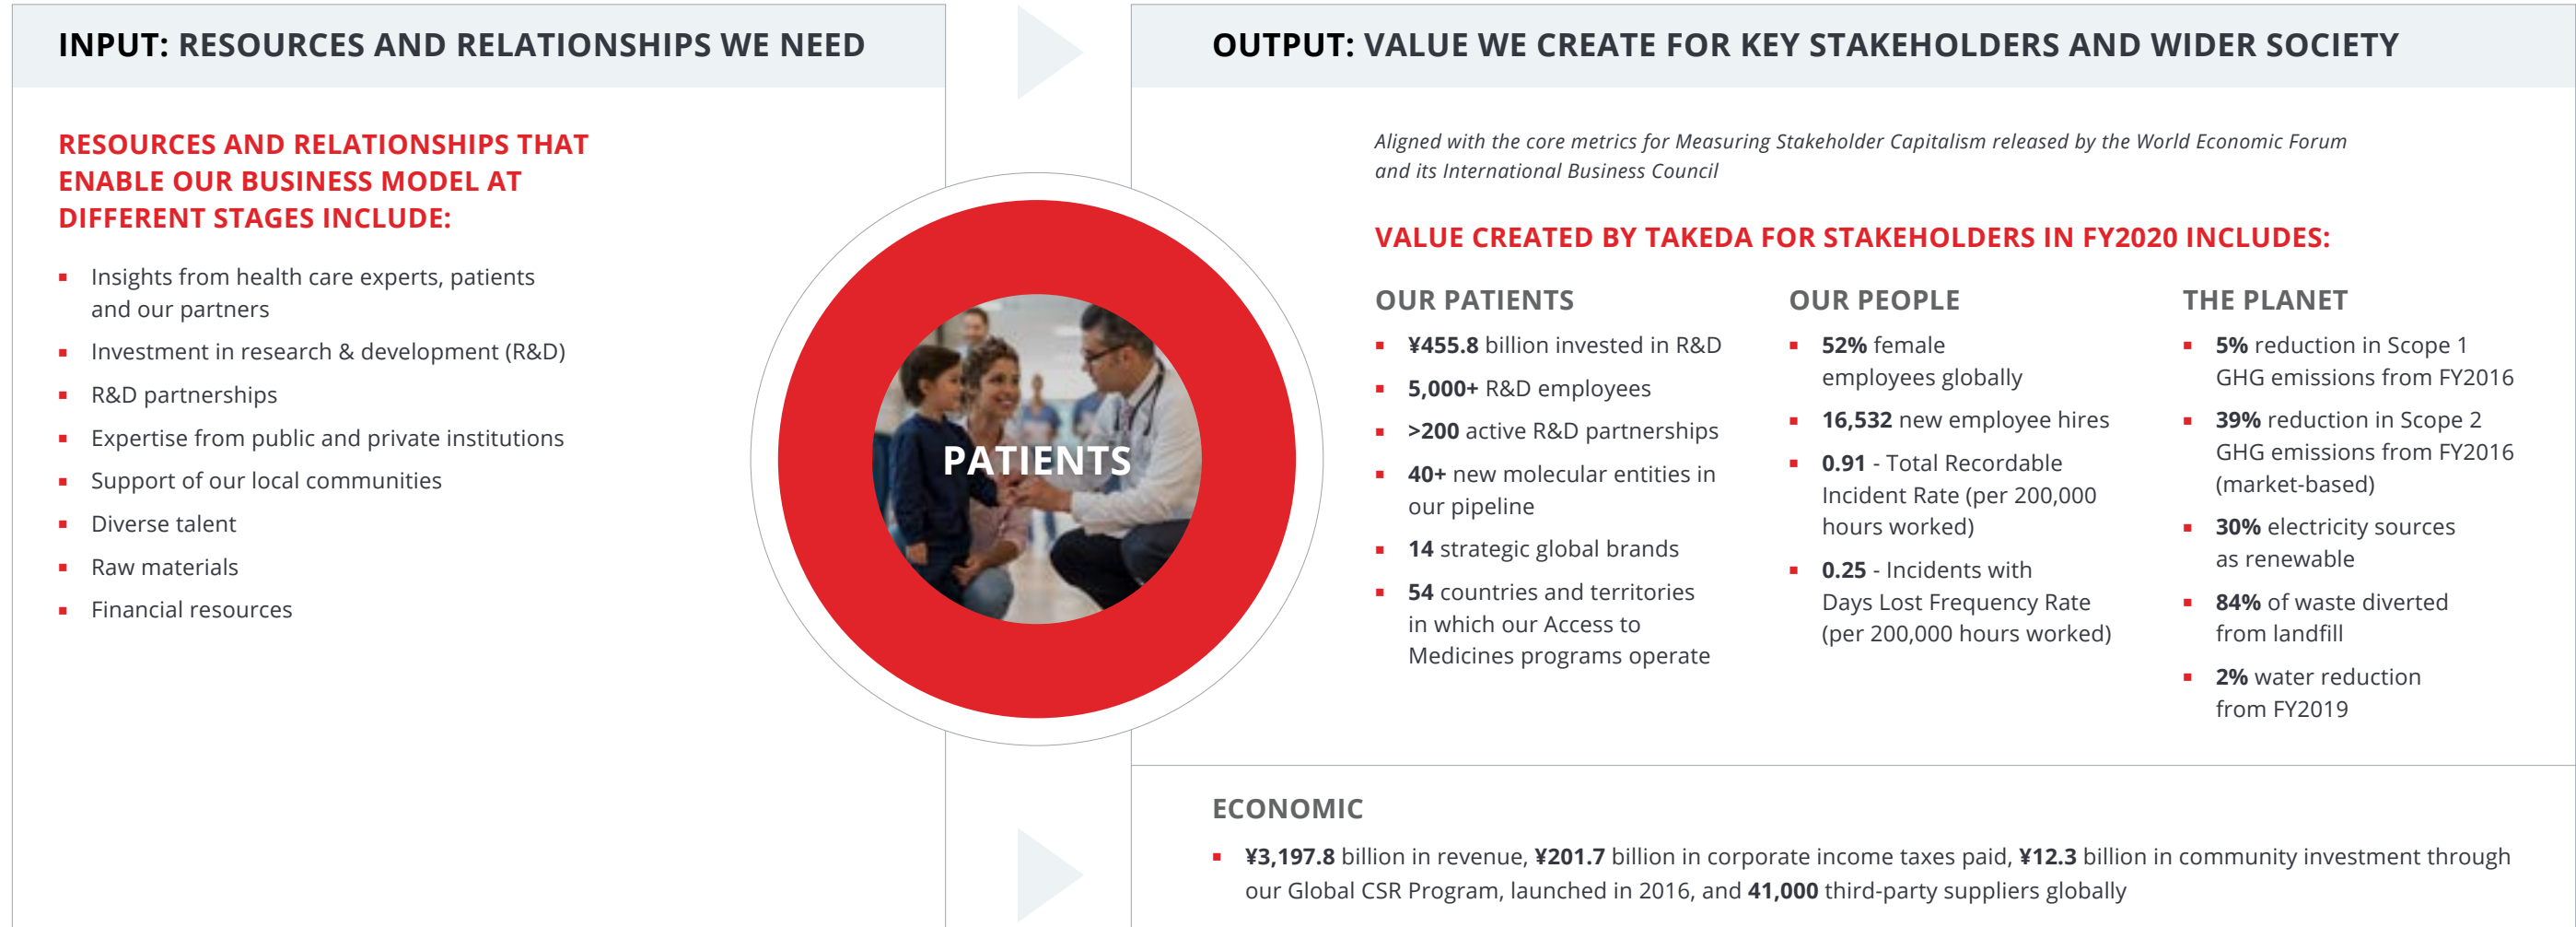 INPUT: RESOURCES AND RELATIONSHIPS WE NEED
RESOURCES AND RELATIONSHIPS THAT
ENABLE OUR BUSINESS MODEL AT
DIFFERENT STAGES INCLUDE:
▪ Insights from health care experts, patients
and our partners
▪ Investment in research & development (R&D)
▪ R&D partnerships
▪ Expertise from public and private institutions
▪ Support of our local communities
▪ Diverse talent
▪ Raw materials
▪ Financial resources
PATIENTS
OUTPUT: VALUE WE CREATE FOR KEY STAKEHOLDERS AND WIDER SOCIETY
Aligned with the core metrics for Measuring Stakeholder Capitalism released by the World Economic Forum
and its International Business Council
VALUE CREATED BY TAKEDA FOR STAKEHOLDERS IN FY2020 INCLUDES:
OUR PATIENTS
▪ ¥455.8 billion invested in R&D
▪ 5,000+ R&D employees
▪ >200 active R&D partnerships
▪ 40+ new molecular entities in
our pipeline
▪ 14 strategic global brands
▪ 54 countries and territories
in which our Access to
Medicines programs operate
OUR PEOPLE
▪ 52% female
employees globally
▪ 16,532 new employee hires
▪ 0.91 - Total Recordable
Incident Rate (per 200,000
hours worked)
▪ 0.25 - Incidents with
Days Lost Frequency Rate
(per 200,000 hours worked)
THE PLANET
▪ 5% reduction in Scope 1
GHG emissions from FY2016
▪ 39% reduction in Scope 2
GHG emissions from FY2016
(market-based)
▪ 30% electricity sources
as renewable
▪ 84% of waste diverted
from landfill
▪ 2% water reduction
from FY2019
ECONOMIC
▪ ¥3,197.8 billion in revenue, ¥201.7 billion in corporate income taxes paid, ¥12.3 billion in community investment through
our Global CSR Program, launched in 2016, and 41,000 third-party suppliers globally